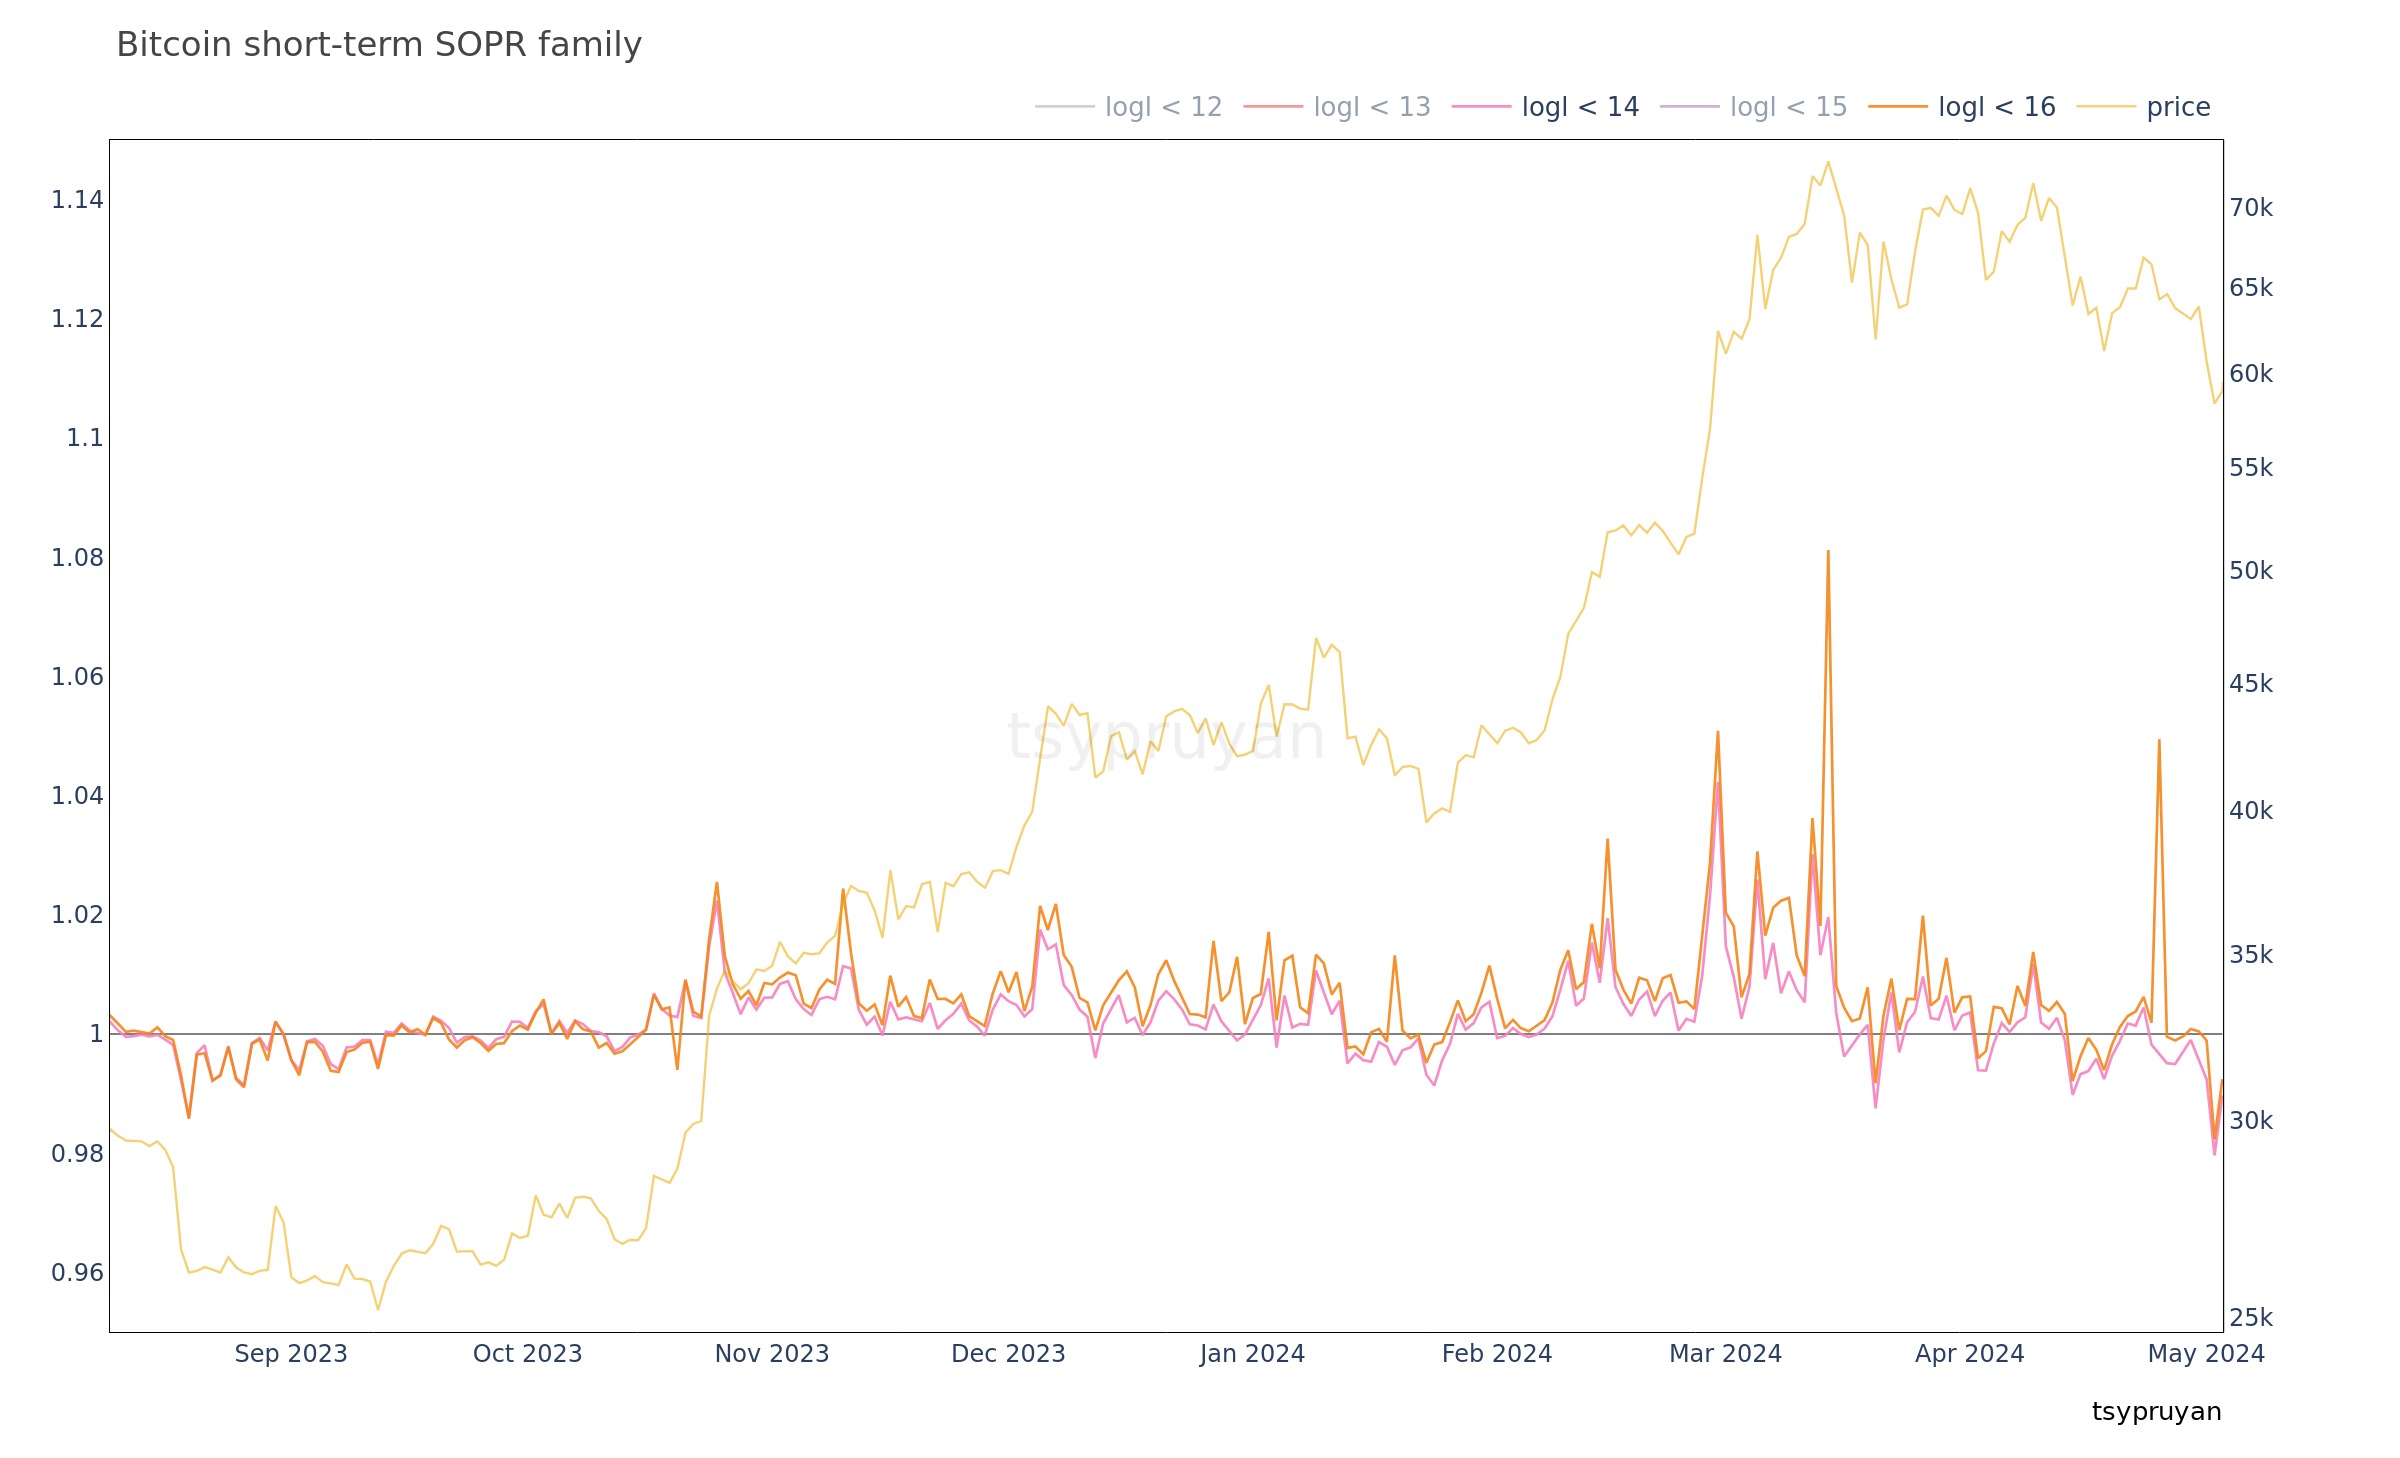 Bitcoin short-term SOPR family
logl < 12 logl < 13 logl < 14 logl < 15 logl < 16 price
1.14
1.12
1.1
1.08
1.06
1.04
1.02
1
0.98
0.96
70k
65k
60k
55k
50k
45k
40k
35k
30k
25k
tsypruyan
Sep 2023 Oct 2023 Nov 2023 Dec 2023 Jan 2024 Feb 2024 Mar 2024 Apr 2024 May 2024
tsypruyan